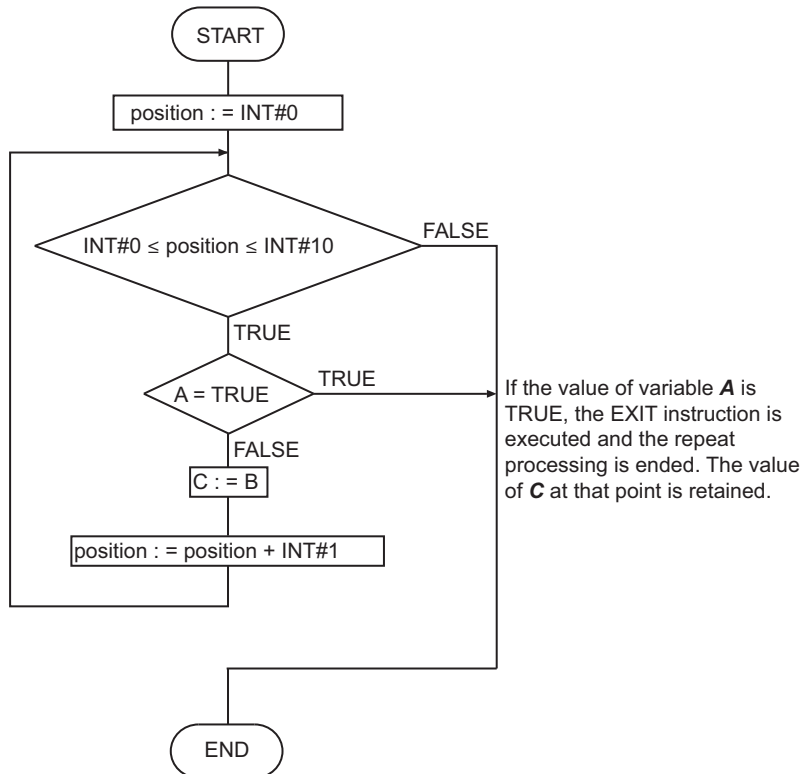 START
position : = INT#0
INT#0 ≤ position ≤ INT#10
FALSE
TRUE
A = TRUE
TRUE
If the value of variable A is
TRUE, the EXIT instruction is
executed and the repeat
processing is ended. The value
of C at that point is retained.
FALSE
C : = B
position : = position + INT#1
END